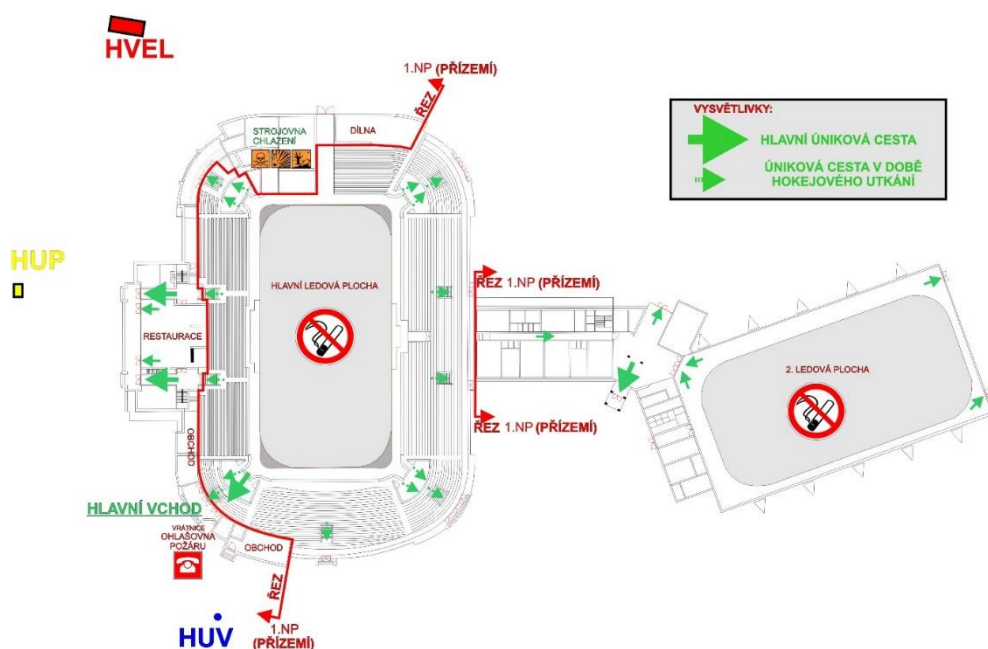 HVEL
1.NP (PŘÍZEMÍ)
ŘEZ
VYSVĚTLIVKY:
HLAVNÍ ÚNIKOVÁ CESTA
ÚNIKOVÁ CESTA V DOBĚ
HOKEJOVÉHO UTKÁNÍ
STROJOVNA
CHLAZENÍ
DÍLNA
HUP
ŘEZ 1.NP (PŘÍZEMÍ)
HLAVNÍ LEDOVÁ PLOCHA
RESTAURACE
2. LEDOVÁ PLOCHA
ŘEZ 1.NP (PŘÍZEMÍ)
OBCHOD
HLAVNÍ VCHOD
VRÁTNICE
OHLAŠOVNA
POŽÁRU
OBCHOD
ŘEZ
HUV
1.NP
(PŘÍZEMÍ)